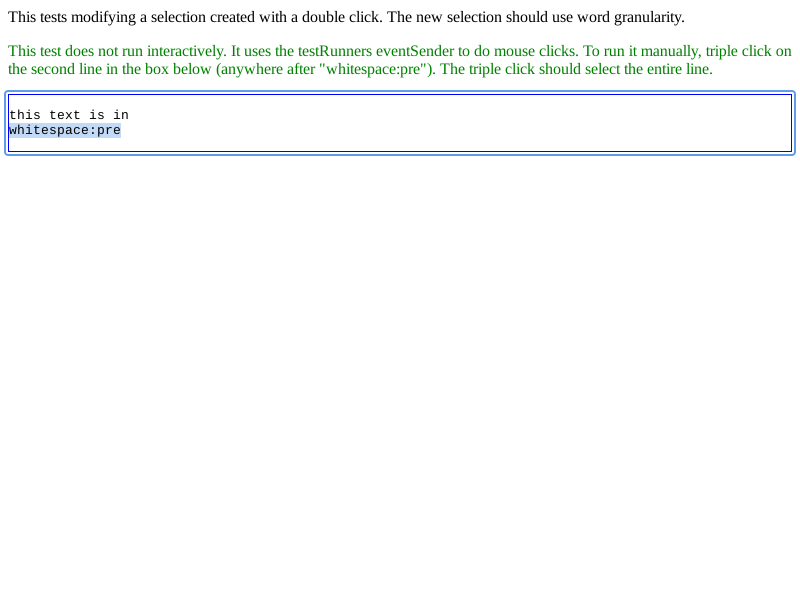 This tests modifying a selection created with a double click. The new selection should use word granularity.
This test does not run interactively. It uses the testRunners eventSender to do mouse clicks. To run it manually, triple click on
the second line in the box below (anywhere after "whitespace:pre"). The triple click should select the entire line.
this text is in
whitespace:pre